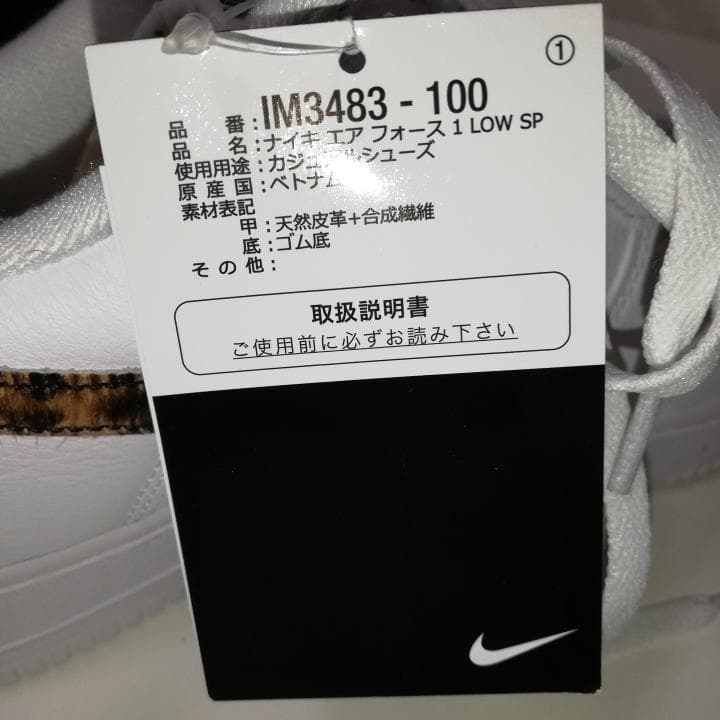 ①
品番：IM3483 - 100
品名：ナイキ エア フォース 1 LOW SP
使用用途：カジュアルシューズ
原産国：ベトナム
素材表記
甲：天然皮革+合成繊維
底：ゴム底
その他：
取扱説明書
ご使用前に必ずお読み下さい